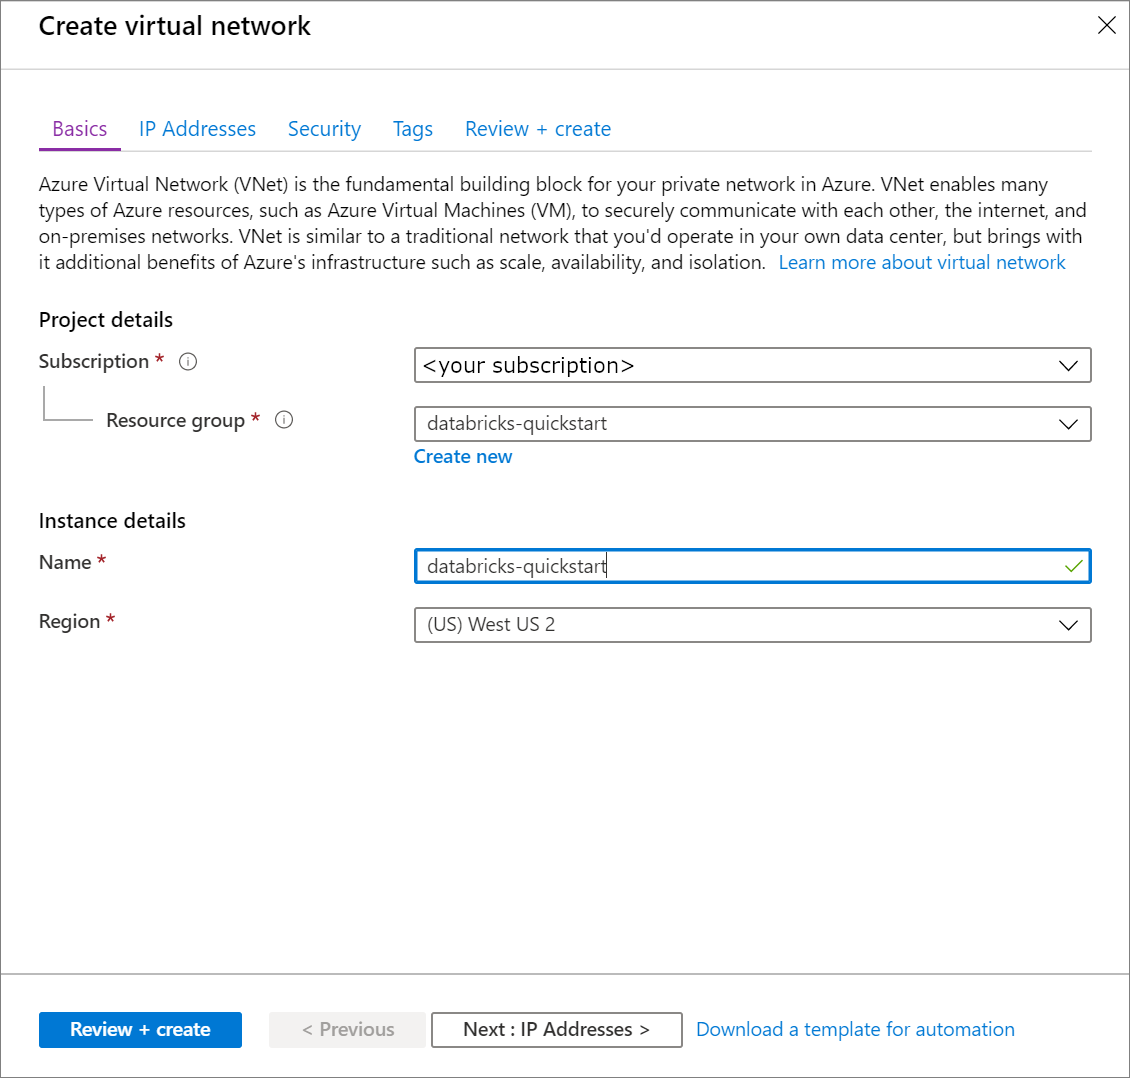 Create virtual network
Basics IP Addresses Security Tags Review + create
Azure Virtual Network (VNet) is the fundamental building block for your private network in Azure. VNet enables many
types of Azure resources, such as Azure Virtual Machines (VM), to securely communicate with each other, the internet, and
on-premises networks. VNet is similar to a traditional network that you'd operate in your own data center, but brings with
it additional benefits of Azure's infrastructure such as scale, availability, and isolation. Learn more about virtual network
Project details
Subscription * <your subscription>
Resource group * databricks-quickstart
Create new
Instance details
Name * databricks-quickstart
Region * (US) West US 2
Review + create < Previous Next : IP Addresses > Download a template for automation